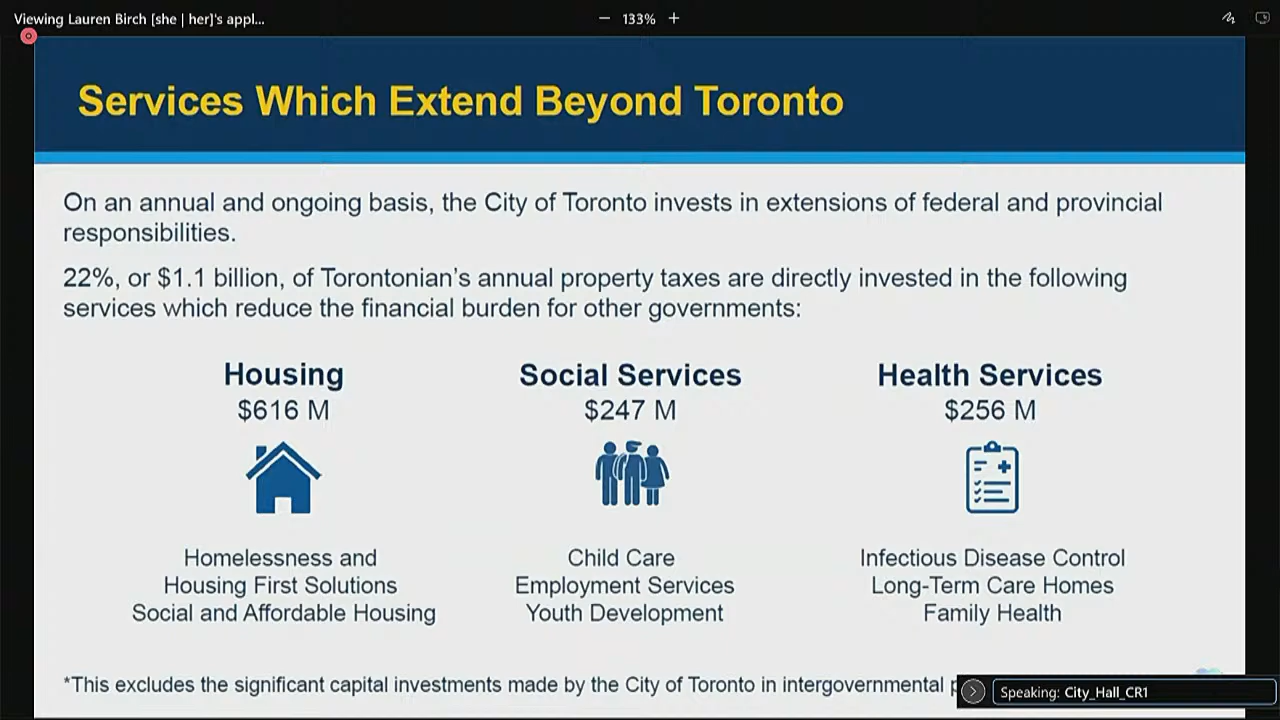 Viewing Lauren Birch [she | her]'s appl...
133%
Services Which Extend Beyond Toronto
On an annual and ongoing basis, the City of Toronto invests in extensions of federal and provincial
responsibilities.
22%, or $1.1 billion, of Torontonian's annual property taxes are directly invested in the following
services which reduce the financial burden for other governments:
Housing
$616 M
Homelessness and
Housing First Solutions
Social and Affordable Housing
Social Services
$247 M
Child Care
Employment Services
Youth Development
Health Services
$256 M
Infectious Disease Control
Long-Term Care Homes
Family Health
*This excludes the significant capital investments made by the City of Toronto in intergovernmental
Speaking: City_Hall_CR1